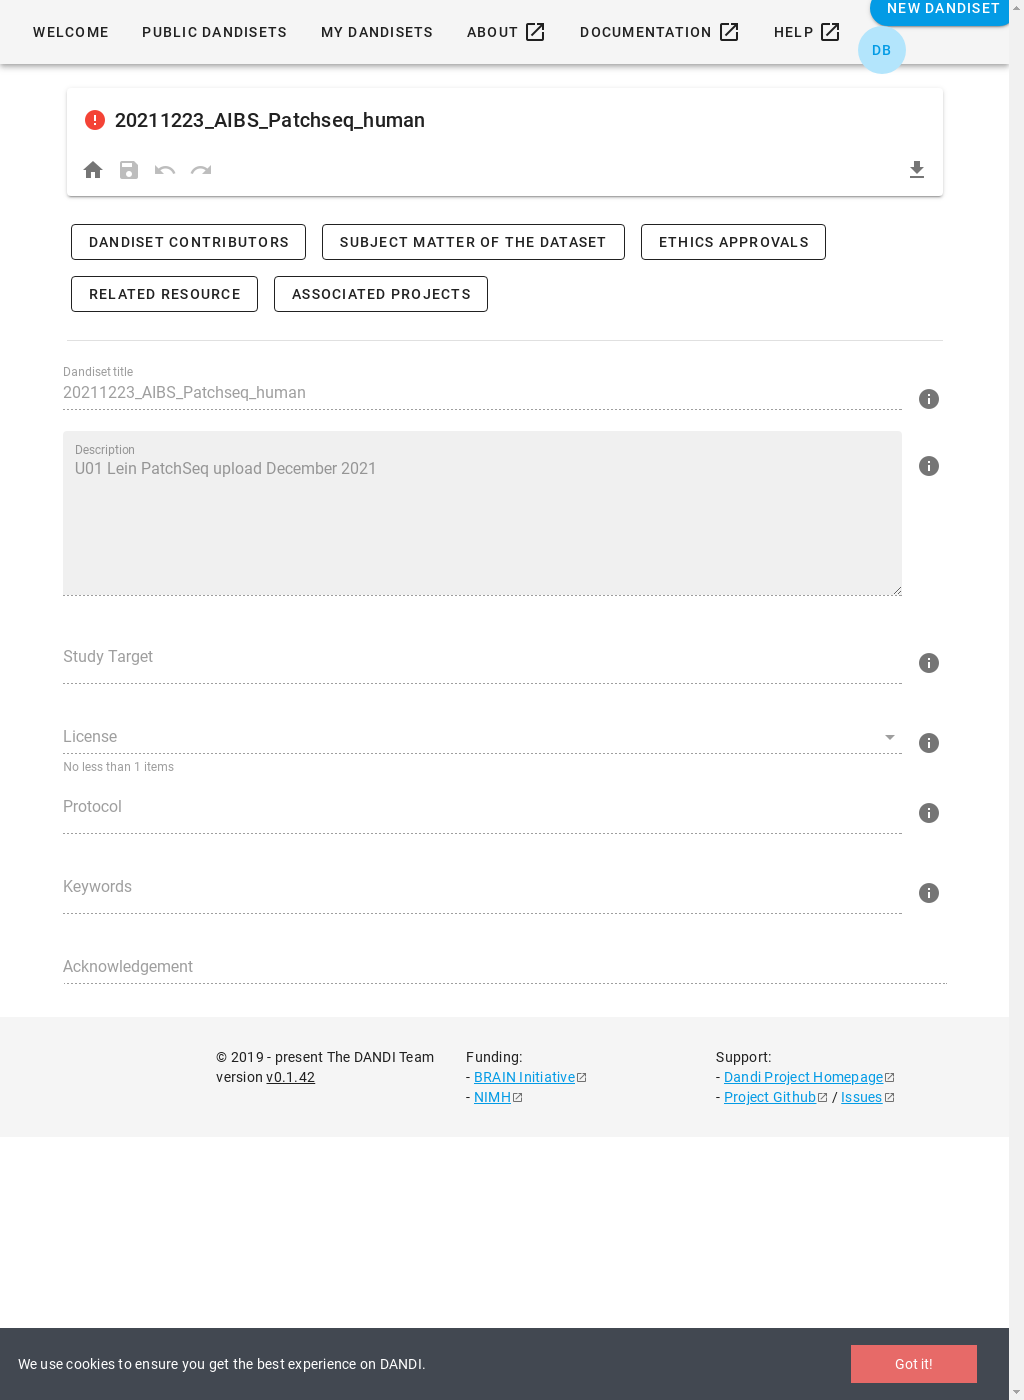 WELCOME PUBLIC DANDISETS MY DANDISETS ABOUT DOCUMENTATION HELP NEW DANDISET
DB
20211223_AIBS_Patchseq_human
DANDISET CONTRIBUTORS SUBJECT MATTER OF THE DATASET ETHICS APPROVALS
RELATED RESOURCE ASSOCIATED PROJECTS
Dandiset title
20211223_AIBS_Patchseq_human
Description
U01 Lein PatchSeq upload December 2021
Study Target
License
No less than 1 items
Protocol
Keywords
Acknowledgement
© 2019 - present The DANDI Team
version v0.1.42
Funding:
- BRAIN Initiative
- NIMH
Support:
- Dandi Project Homepage
- Project Github / Issues
We use cookies to ensure you get the best experience on DANDI.
Got it!